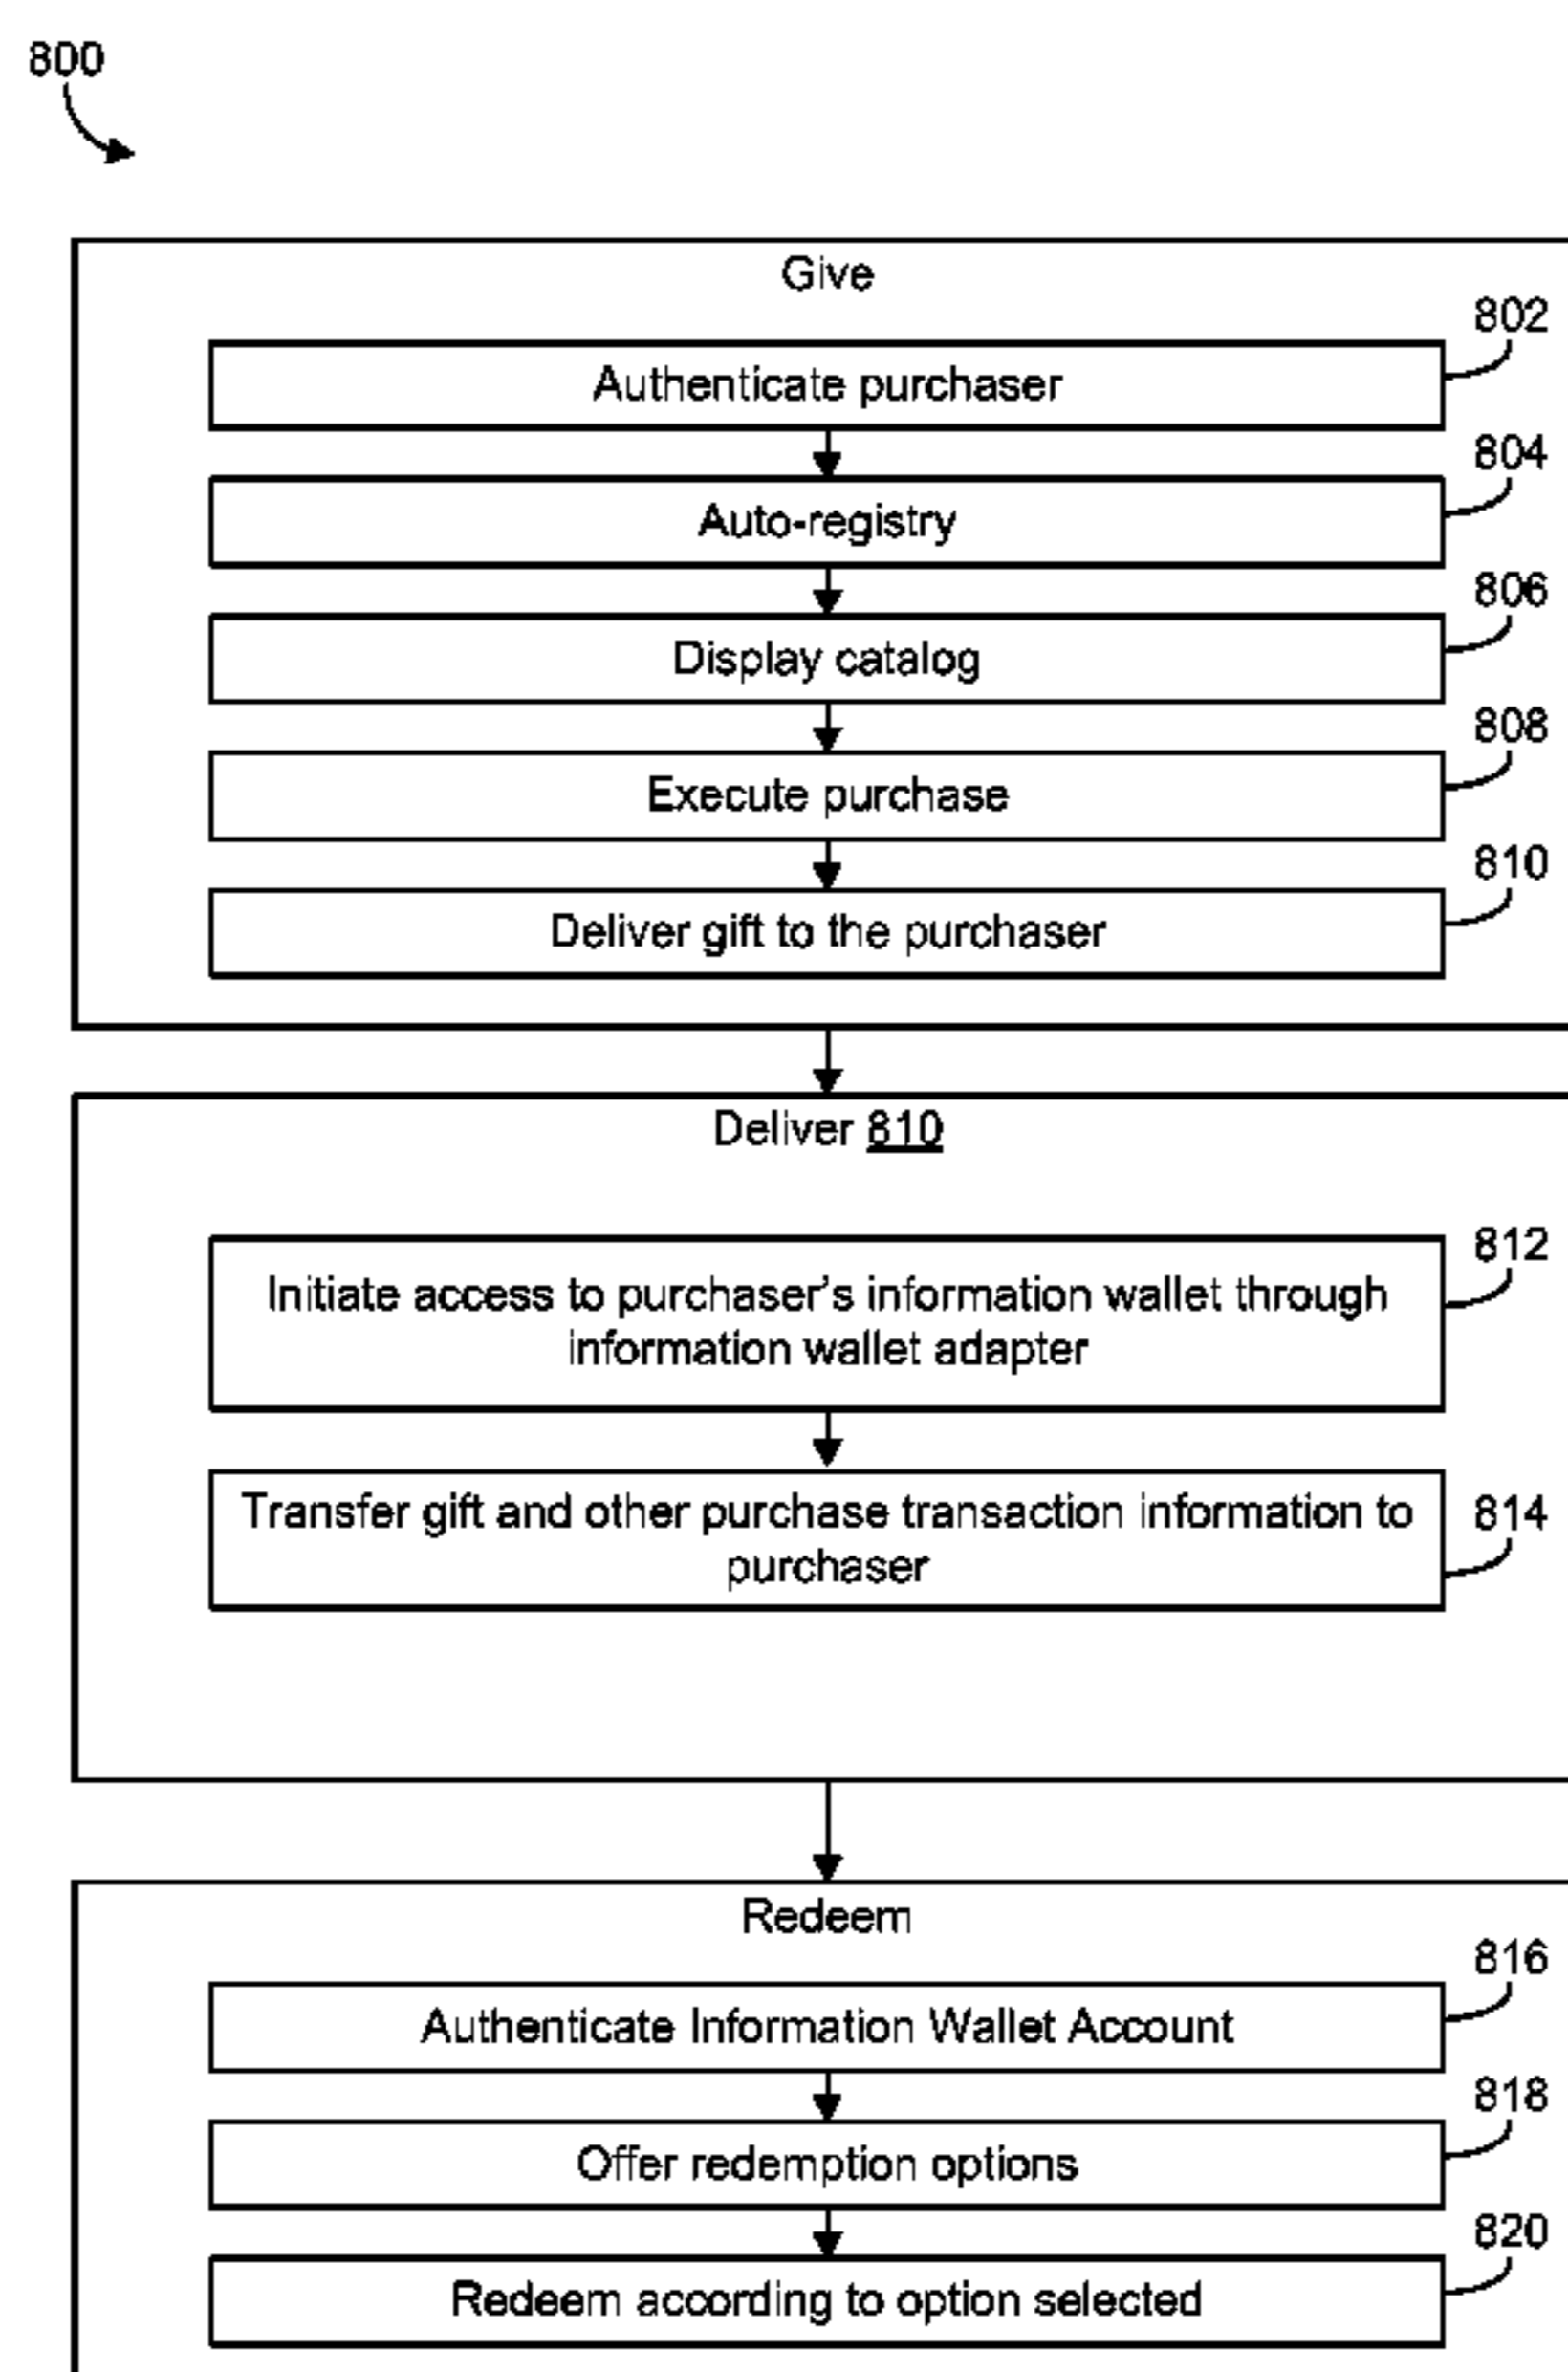 800
Give
802
Authenticate purchaser
804
Auto-registry
806
Display catalog
808
Execute purchase
810
Deliver gift to the purchaser
Deliver 810
812
Initiate access to purchaser's information wallet through
information wallet adapter
814
Transfer gift and other purchase transaction information to
purchaser
Redeem
816
Authenticate Information Wallet Account
818
Offer redemption options
820
Redeem according to option selected